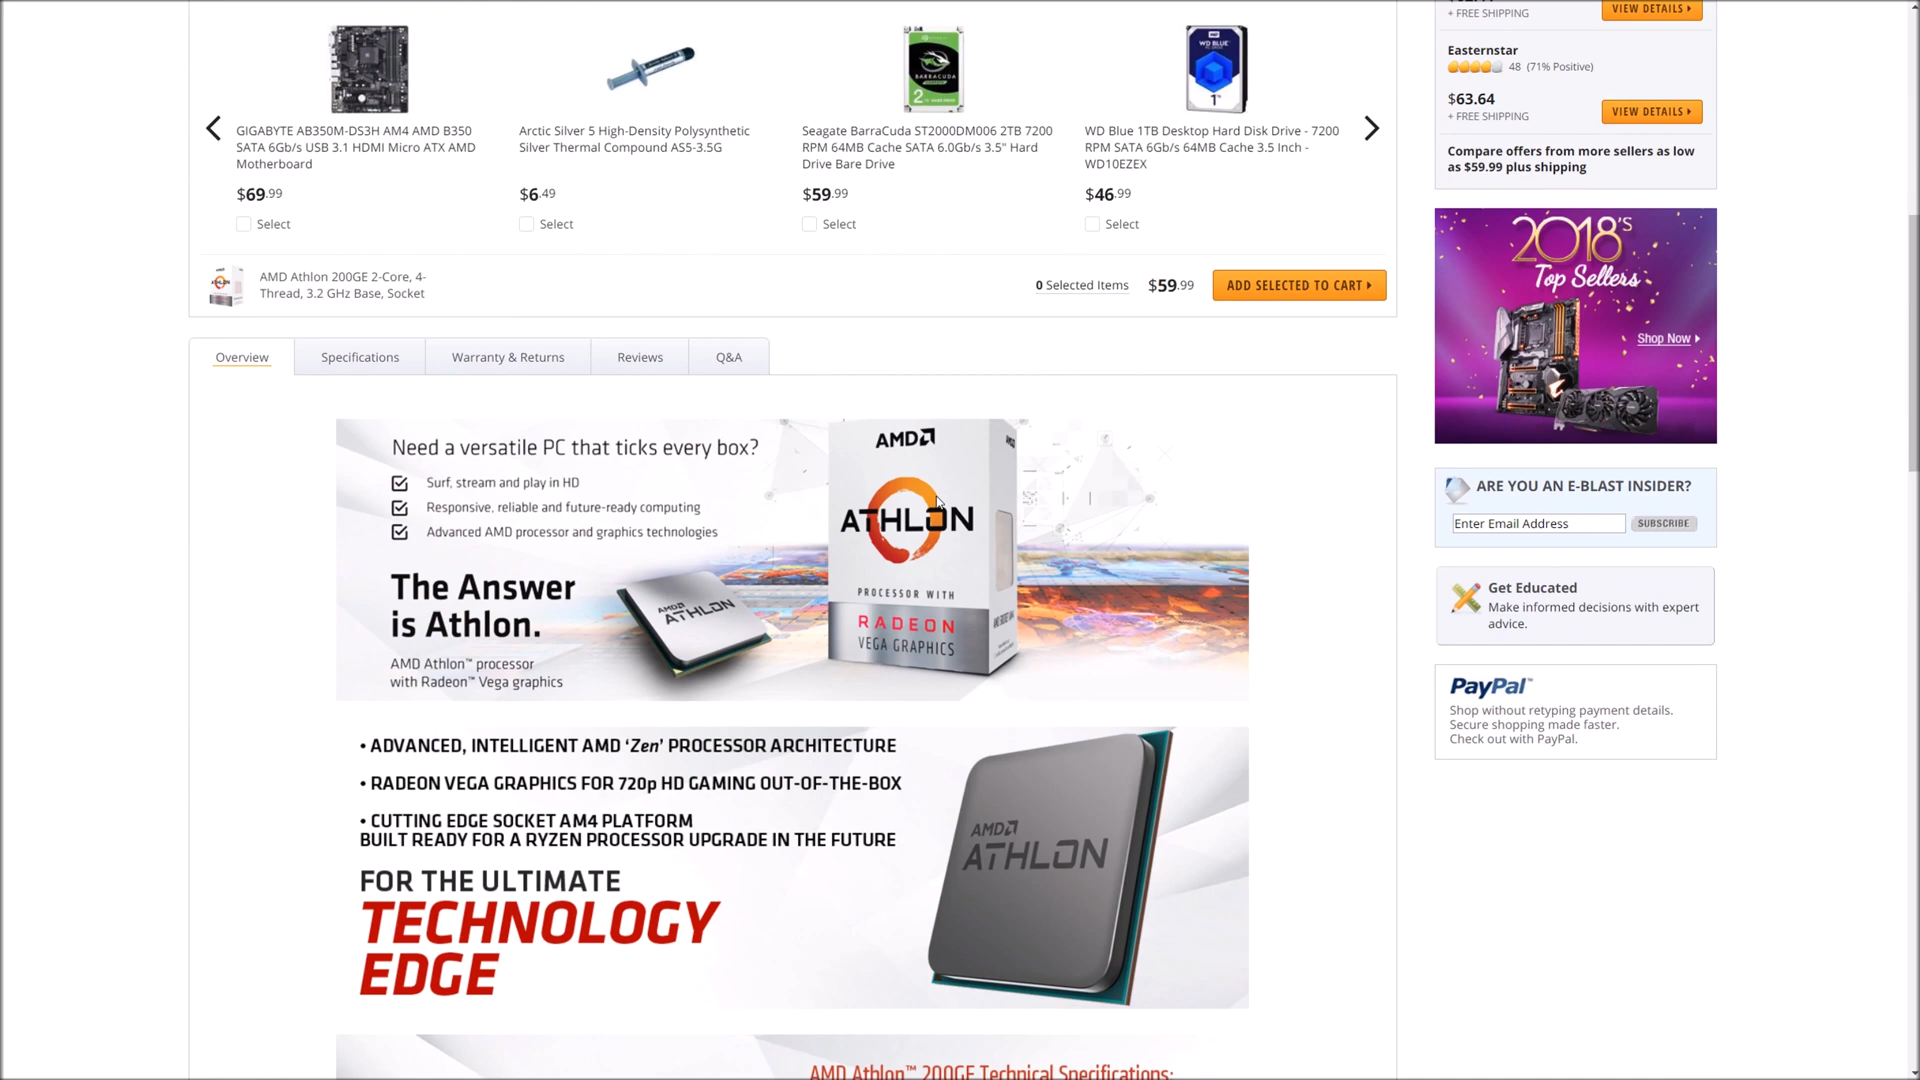 + FREE SHIPPING
VIEW DETAILS
Easternstar
48 (71% Positive)
$63.64
+ FREE SHIPPING
VIEW DETAILS
Compare offers from more sellers as low
as $59.99 plus shipping
BARRACUDA
2
WD BLUE
1
GIGABYTE AB350M-DS3H AM4 AMD B350
SATA 6Gb/s USB 3.1 HDMI Micro ATX AMD
Motherboard
$69.99
Select
Arctic Silver 5 High-Density Polysynthetic
Silver Thermal Compound AS5-3.5G
$6.49
Select
Seagate BarraCuda ST2000DM006 2TB 7200
RPM 64MB Cache SATA 6.0Gb/s 3.5" Hard
Drive Bare Drive
$59.99
Select
WD Blue 1TB Desktop Hard Disk Drive - 7200
RPM SATA 6Gb/s 64MB Cache 3.5 Inch -
WD10EZEX
$46.99
Select
AMD Athlon 200GE 2-Core, 4-
Thread, 3.2 GHz Base, Socket
0 Selected Items
$59.99
ADD SELECTED TO CART
2018'S
Top Sellers
Shop Now
Overview
Specifications
Warranty & Returns
Reviews
Q&A
Need a versatile PC that ticks every box?
Surf, stream and play in HD
Responsive, reliable and future-ready computing
Advanced AMD processor and graphics technologies
The Answer
is Athlon.
AMD Athlon™ processor
with Radeon™ Vega graphics
AMD
ATHLON
AMD
ATHLON
PROCESSOR WITH
RADEON
VEGA GRAPHICS
ARE YOU AN E-BLAST INSIDER?
Enter Email Address
SUBSCRIBE
Get Educated
Make informed decisions with expert
advice.
PayPal™
Shop without retyping payment details.
Secure shopping made faster.
Check out with PayPal.
• ADVANCED, INTELLIGENT AMD ‘Zen’ PROCESSOR ARCHITECTURE
• RADEON VEGA GRAPHICS FOR 720p HD GAMING OUT-OF-THE-BOX
• CUTTING EDGE SOCKET AM4 PLATFORM
BUILT READY FOR A RYZEN PROCESSOR UPGRADE IN THE FUTURE
FOR THE ULTIMATE
TECHNOLOGY
EDGE
AMD
ATHLON
AMD Athlon™ 200GE Technical Specifications: